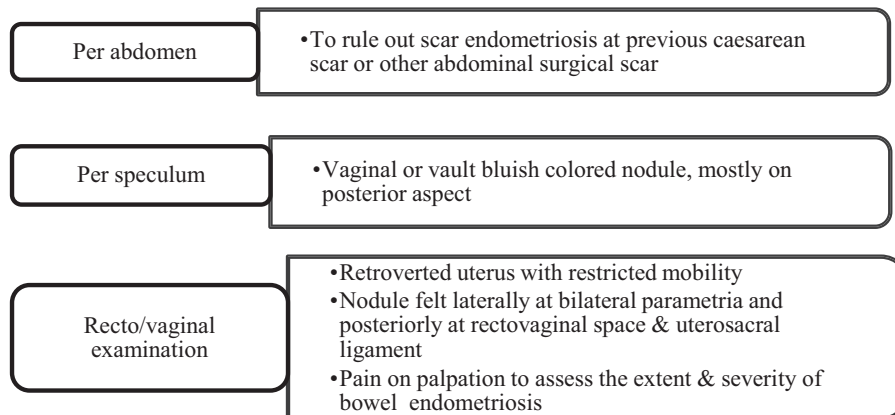 Per abdomen
•To rule out scar endometriosis at previous caesarean
scar or other abdominal surgical scar
Per speculum
•Vaginal or vault bluish colored nodule, mostly on
posterior aspect
Recto/vaginal
examination
•Retroverted uterus with restricted mobility
•Nodule felt laterally at bilateral parametria and
posteriorly at rectovaginal space & uterosacral
ligament
•Pain on palpation to assess the extent & severity of
bowel endometriosis